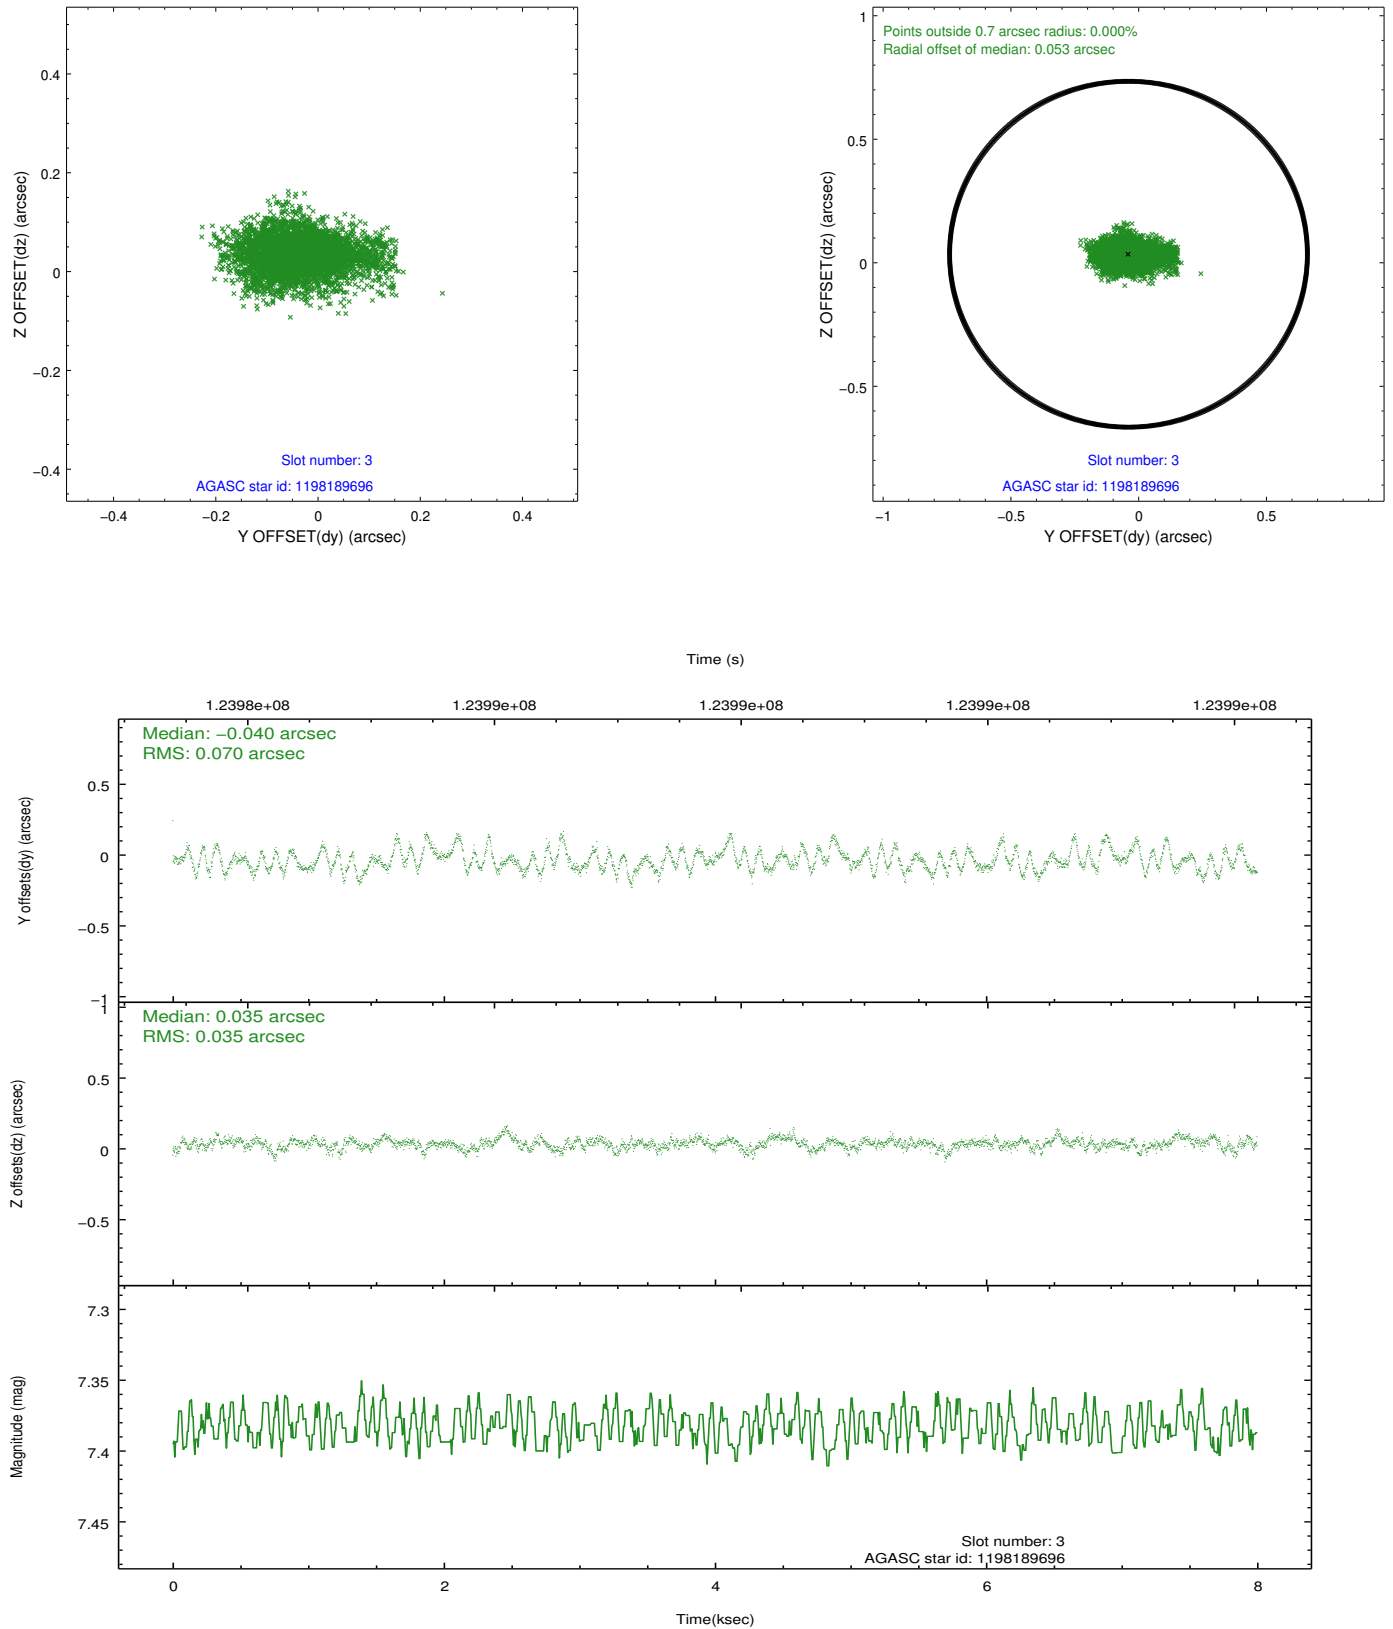 0.4
0.2
0
−0.2
−0.4
Z OFFSET(dz) (arcsec)
Slot number: 3
AGASC star id: 1198189696
−0.4
−0.2
0
0.2
0.4
Y OFFSET(dy) (arcsec)
Points outside 0.7 arcsec radius: 0.000%
Radial offset of median: 0.053 arcsec
1
0.5
0
−0.5
Z OFFSET(dz) (arcsec)
Slot number: 3
AGASC star id: 1198189696
−1
−0.5
0
0.5
Y OFFSET(dy) (arcsec)
Time (s)
1.2398e+08
1.2399e+08
1.2399e+08
1.2399e+08
1.2399e+08
Median: −0.040 arcsec
RMS: 0.070 arcsec
0.5
0
−0.5
−1
Y offsets(dy) (arcsec)
Median: 0.035 arcsec
RMS: 0.035 arcsec
1
0.5
0
−0.5
Z offsets(dz) (arcsec)
7.3
7.35
7.4
7.45
Magnitude (mag)
Slot number: 3
AGASC star id: 1198189696
0
2
4
6
8
Time(ksec)